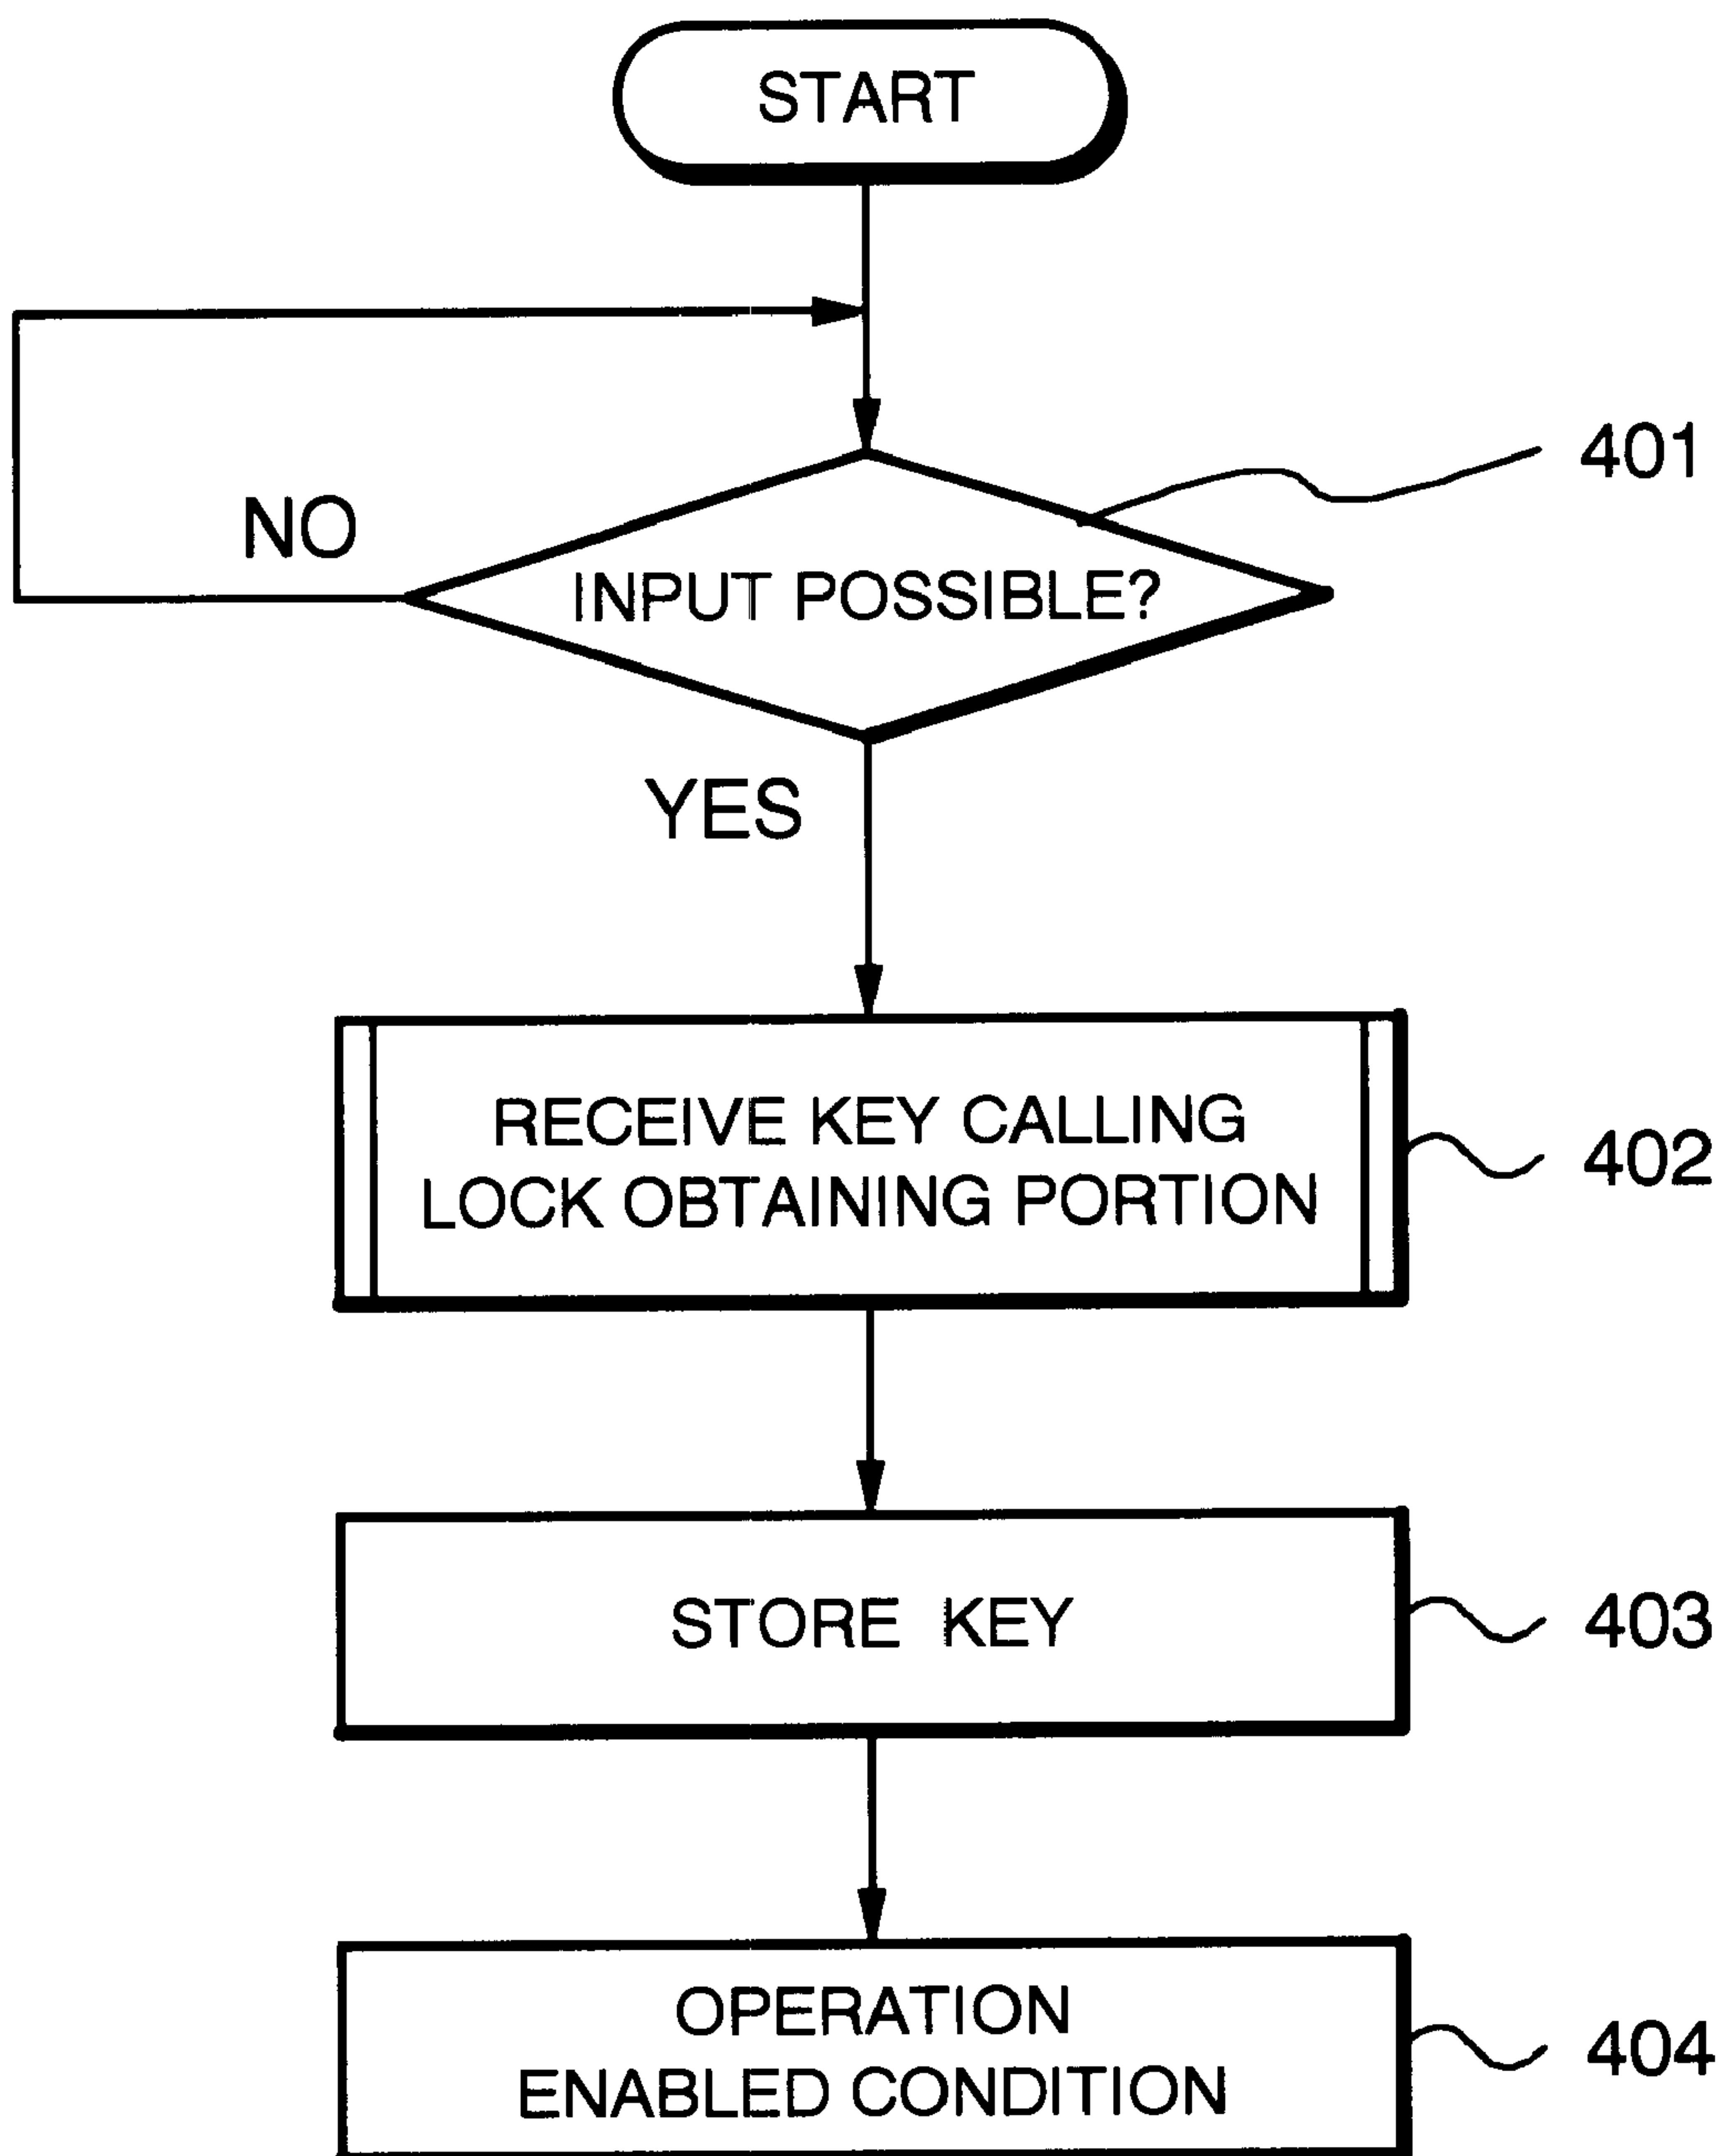 START
401
NO
INPUT POSSIBLE?
YES
RECEIVE KEY CALLING
LOCK OBTAINING PORTION
402
STORE KEY
403
OPERATION
ENABLED CONDITION
404